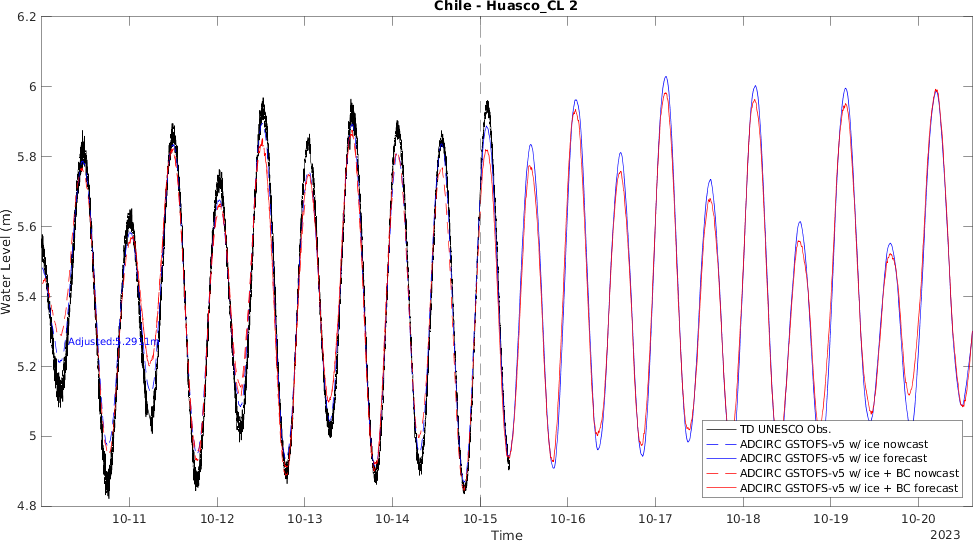 Chile - Huasco_CL 2
6.2
6
5.8
5.6
5.4
5.2
5
4.8
Water Level (m)
Adjusted:5.2911m
TD UNESCO Obs.
ADCIRC GSTOFS-v5 w/ ice nowcast
ADCIRC GSTOFS-v5 w/ ice forecast
ADCIRC GSTOFS-v5 w/ ice + BC nowcast
ADCIRC GSTOFS-v5 w/ ice + BC forecast
10-11 10-12 10-13 10-14 10-15 10-16 10-17 10-18 10-19 10-20
Time
2023